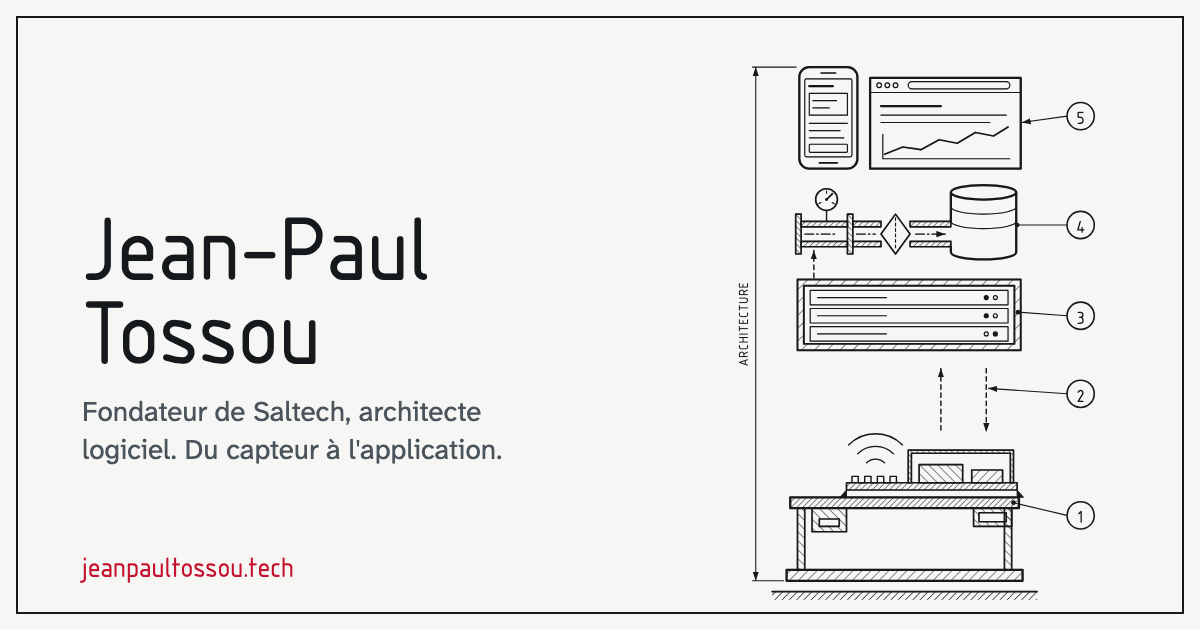 Jean-Paul
Tossou
Fondateur de Saltech, architecte
logiciel. Du capteur à l'application.
jeanpaultossou.tech
ARCHITECTURE
5
4
3
2
1